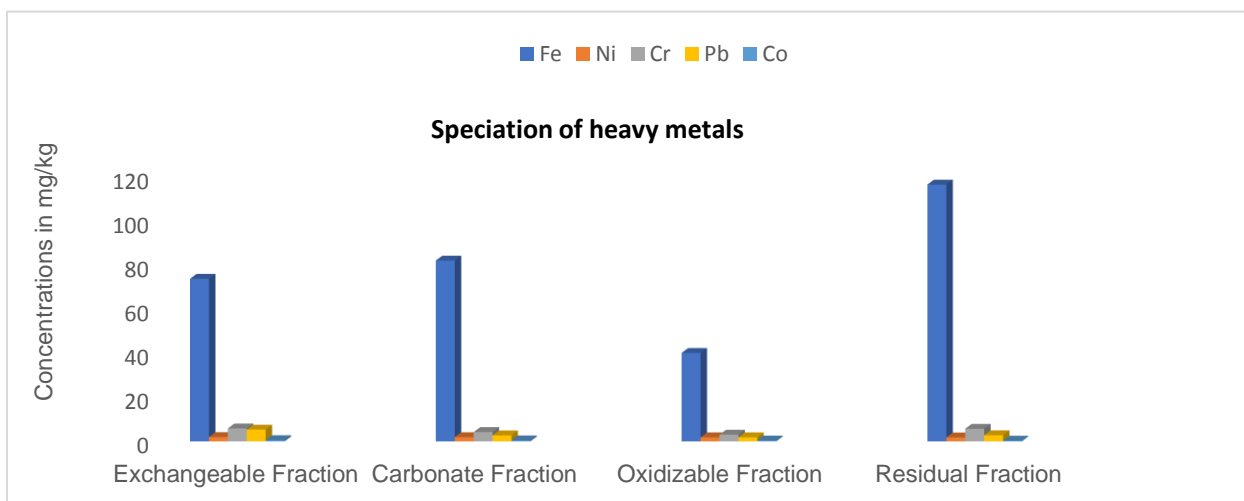 Fe Ni Cr Pb Co
Speciation of heavy metals
Concentrations in mg/kg
120
100
80
60
40
20
0
Exchangeable Fraction Carbonate Fraction Oxidizable Fraction Residual Fraction